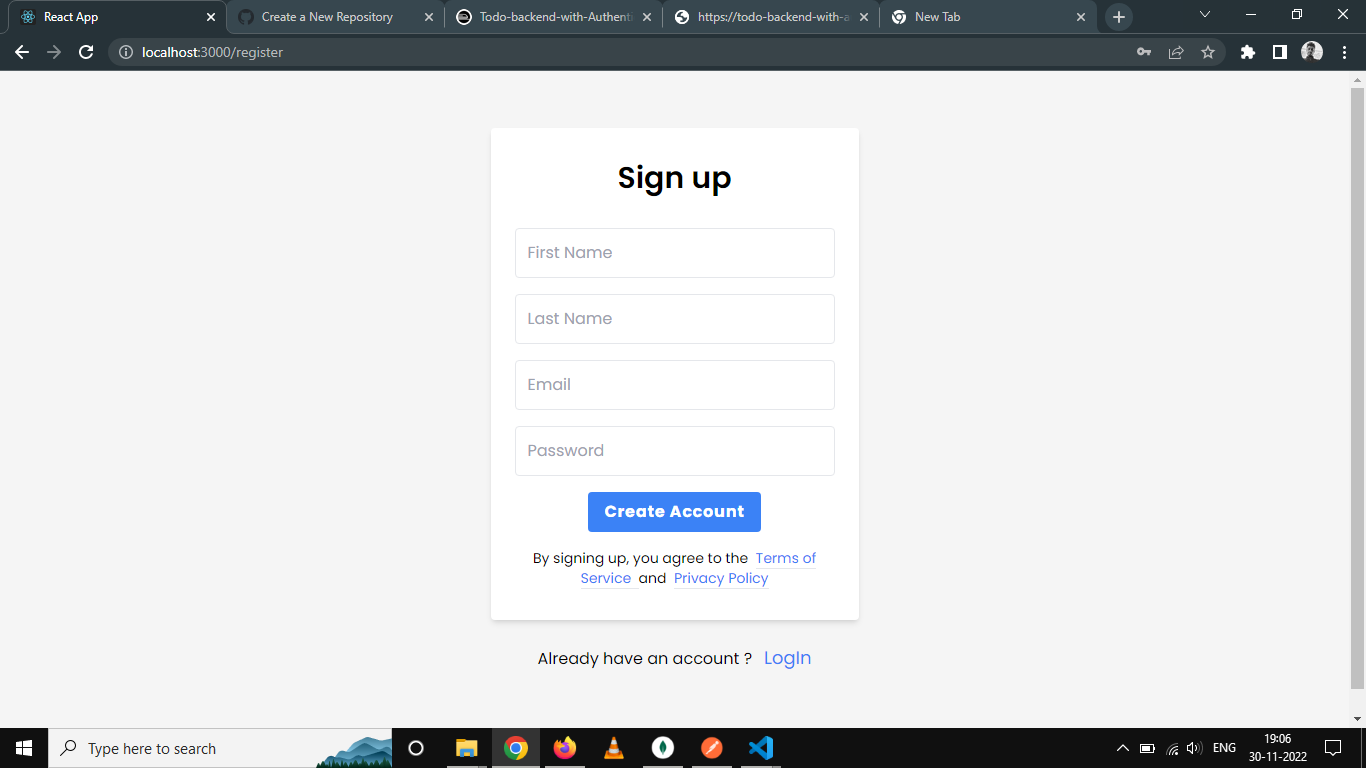 React App
Create a New Repository
Todo-backend-with-Authenti
https://todo-backend-with-a
New Tab
localhost:3000/register
Sign up
First Name
Last Name
Email
Password
Create Account
By signing up, you agree to the Terms of
Service and Privacy Policy
Already have an account ? LogIn
Type here to search
ENG
19:06
30-11-2022